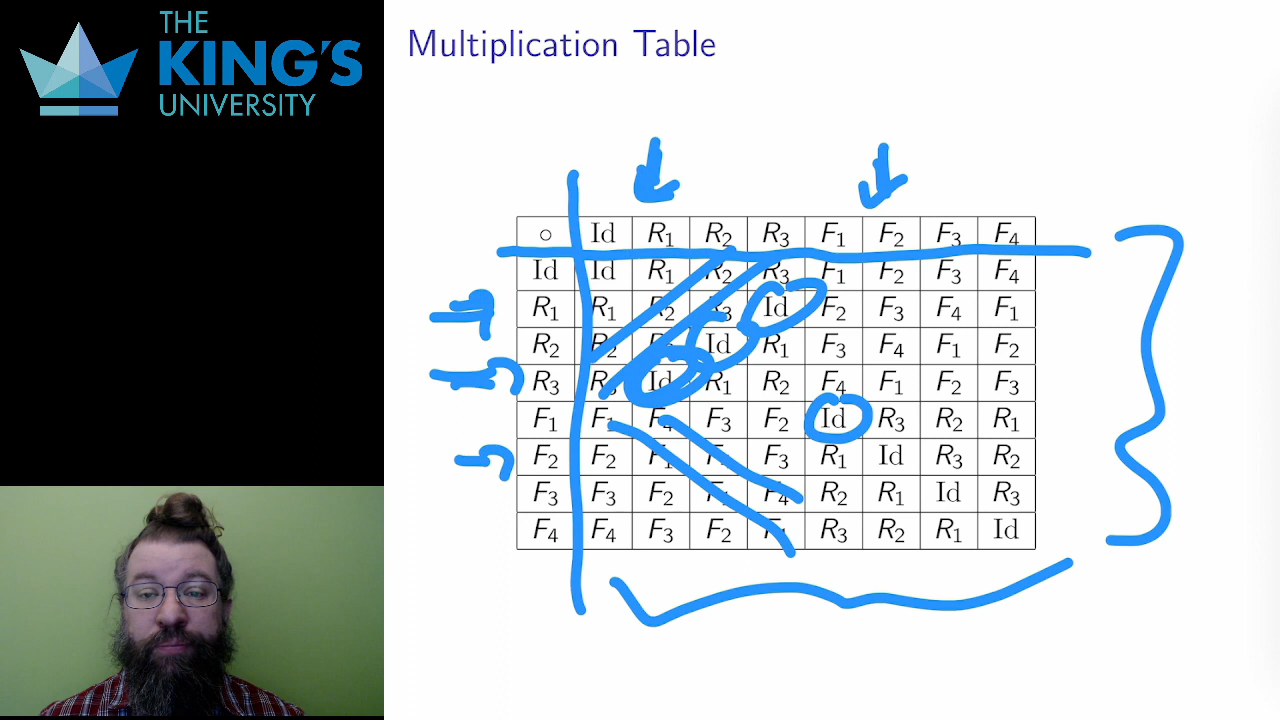 THE
KING'S
UNIVERSITY
Multiplication Table
∘ Id R₁ R₂ R₃ F₁ F₂ F₃ F₄
Id Id R₁ R₂ R₃ F₁ F₂ F₃ F₄
R₁ R₁ R₂ R₃ Id F₂ F₃ F₄ F₁
R₂ R₂ Id R₁ F₃ F₄ F₁ F₂
R₃ R₃ Id R₁ R₂ F₄ F₁ F₂ F₃
F₁ F₁ F₄ F₃ F₂ Id R₃ R₂ R₁
F₂ F₂ F₁ F₃ R₁ Id R₃ R₂
F₃ F₃ F₂ F₁ F₄ R₂ R₁ Id R₃
F₄ F₄ F₃ F₂ F₁ R₃ R₂ R₁ Id